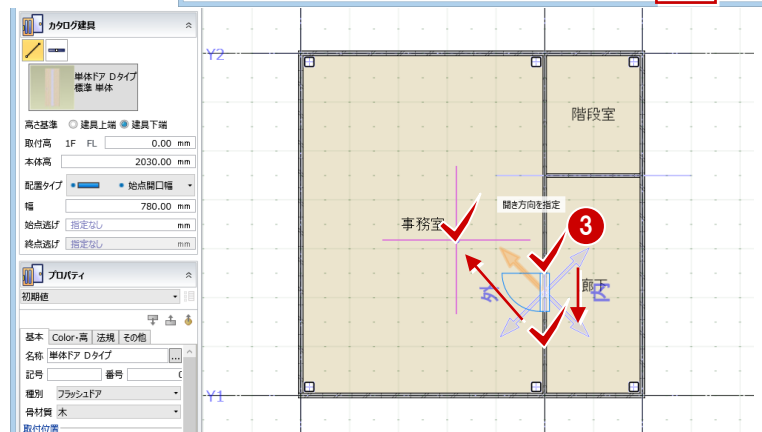 カタログ建具
単体ドア Dタイプ
標準 単体
高さ基準 建具上端 建具下端
取付高 1F FL 0.00 mm
本体高 2030.00 mm
配置タイプ 始点開口幅
幅 780.00 mm
始点逃げ 指定なし mm
終点逃げ 指定なし mm
プロパティ
初期値
基本 Color・高 法規 その他
名称 単体ドア Dタイプ ...
記号 番号
種別 フラッシュドア
骨材質 木
取付位置
Y2
階段室
開き方向を指定
事務室
3
廊下
外
内
Y1